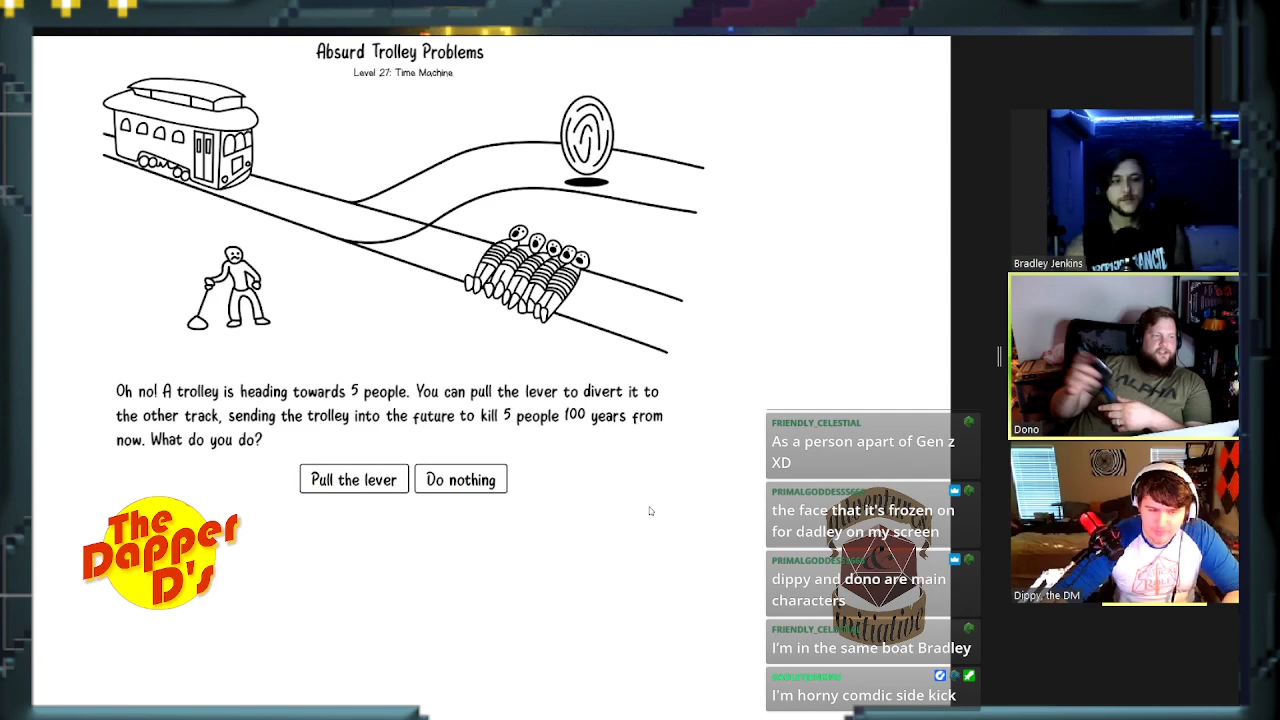 Absurd Trolley Problems
Level 27: Time Machine
Oh no! A trolley is heading towards 5 people. You can pull the lever to divert it to
the other track, sending the trolley into the future to kill 5 people 100 years from
now. What do you do?
Pull the lever
Do nothing
The
Dapper
D's
Bradley Jenkins
ALPHA
Dono
Dippy, the DM
FRIENDLY_CELESTIAL
As a person apart of Gen z
XD
PRIMALGODDESS5666
the face that it's frozen on
for dadley on my screen
dippy and dono are main
characters
I'm in the same boat Bradley
I'm horny comdic side kick